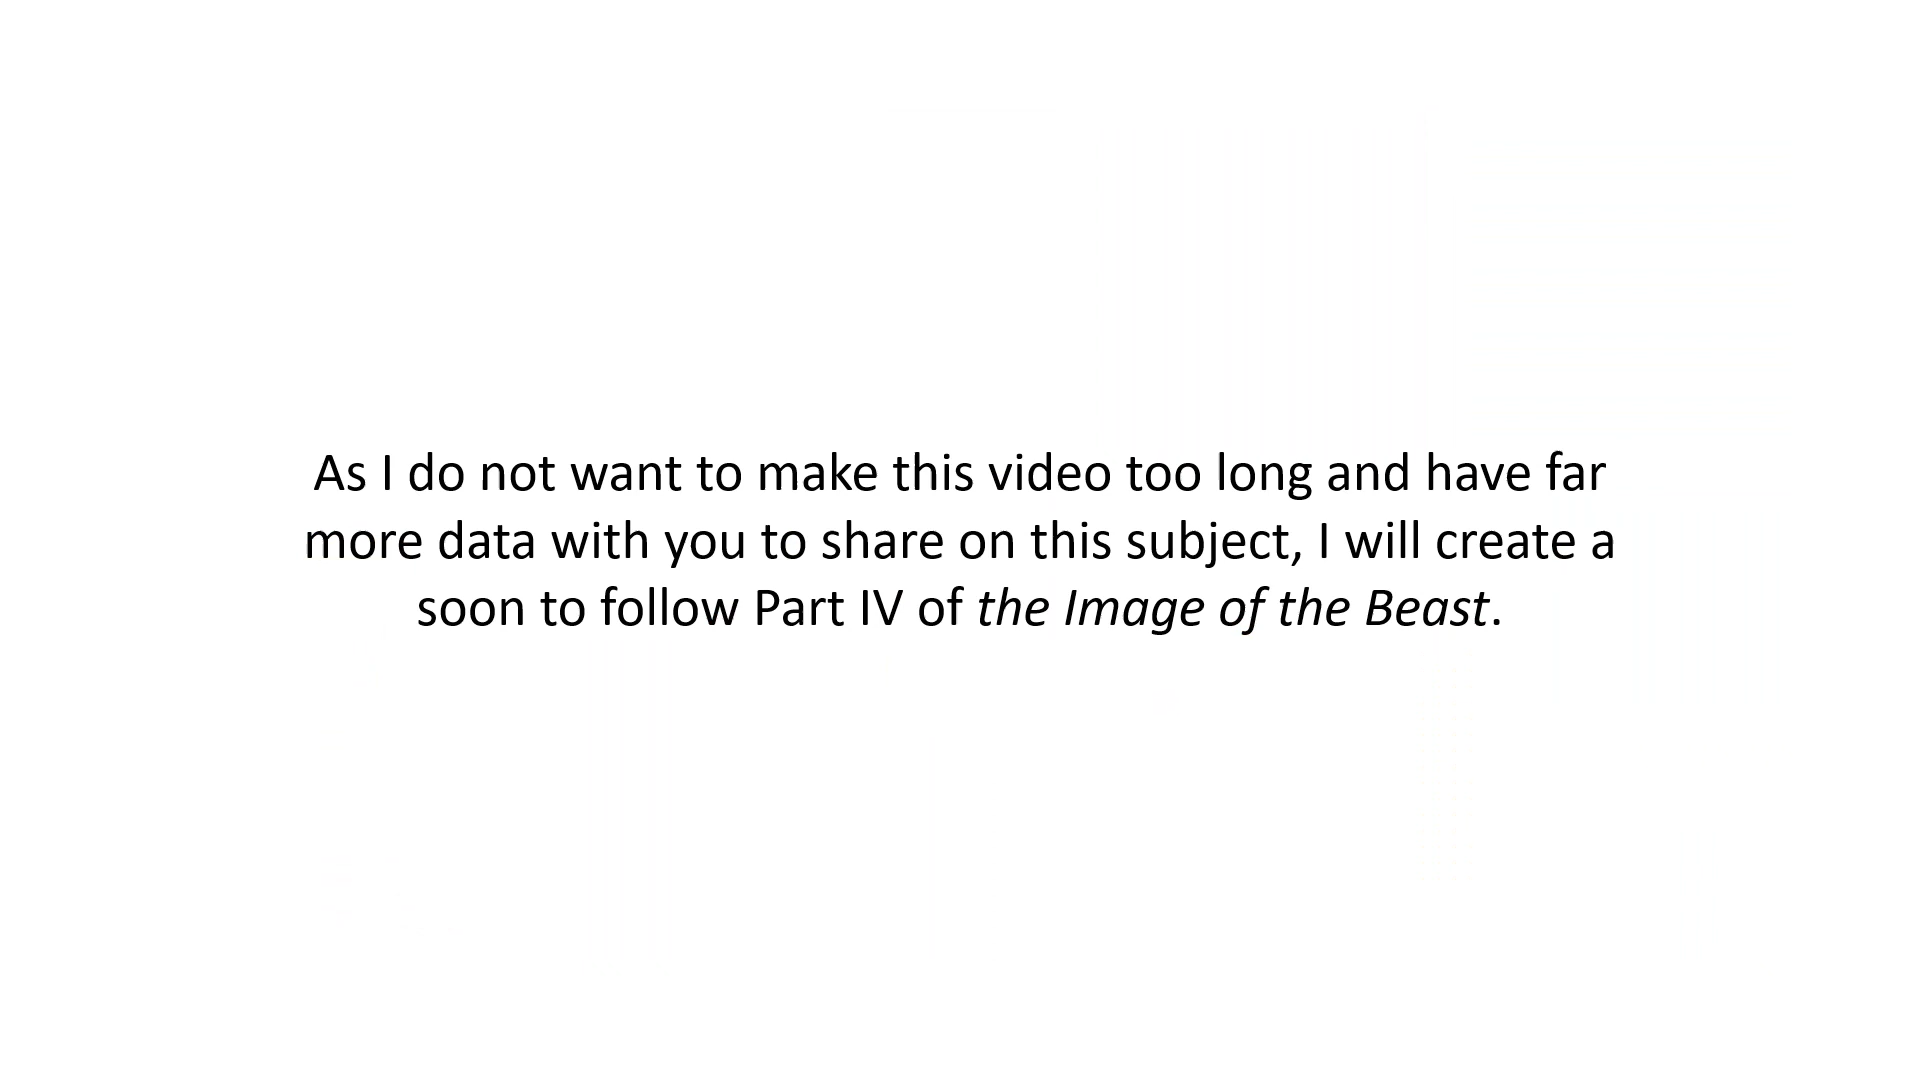 As I do not want to make this video too long and have far
more data with you to share on this subject, I will create a
soon to follow Part IV of the Image of the Beast.